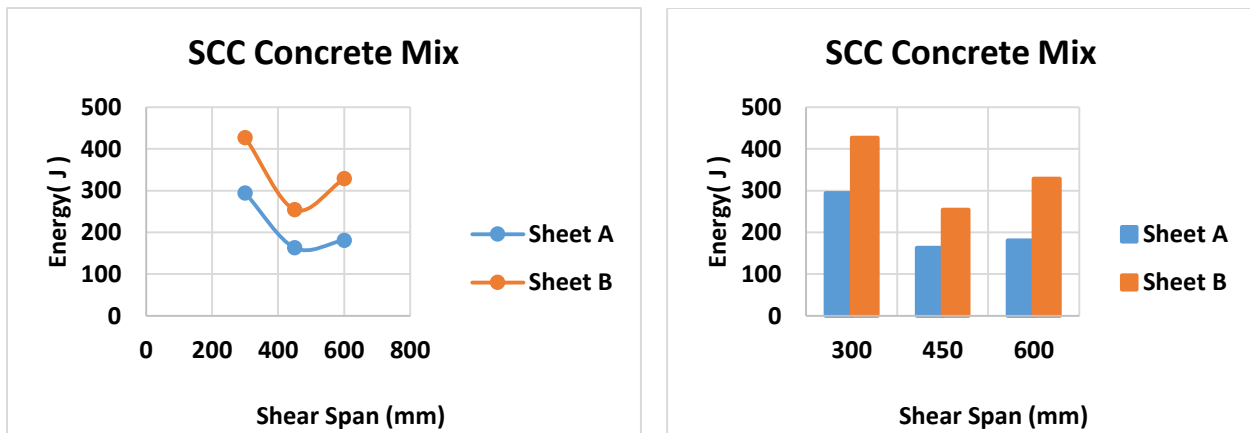 SCC Concrete Mix
500
400
300
200
100
0
0 200 400 600 800
Energy( J )
Shear Span (mm)
Sheet A
Sheet B
SCC Concrete Mix
500
400
300
200
100
0
300 450 600
Energy( J )
Shear Span (mm)
Sheet A
Sheet B